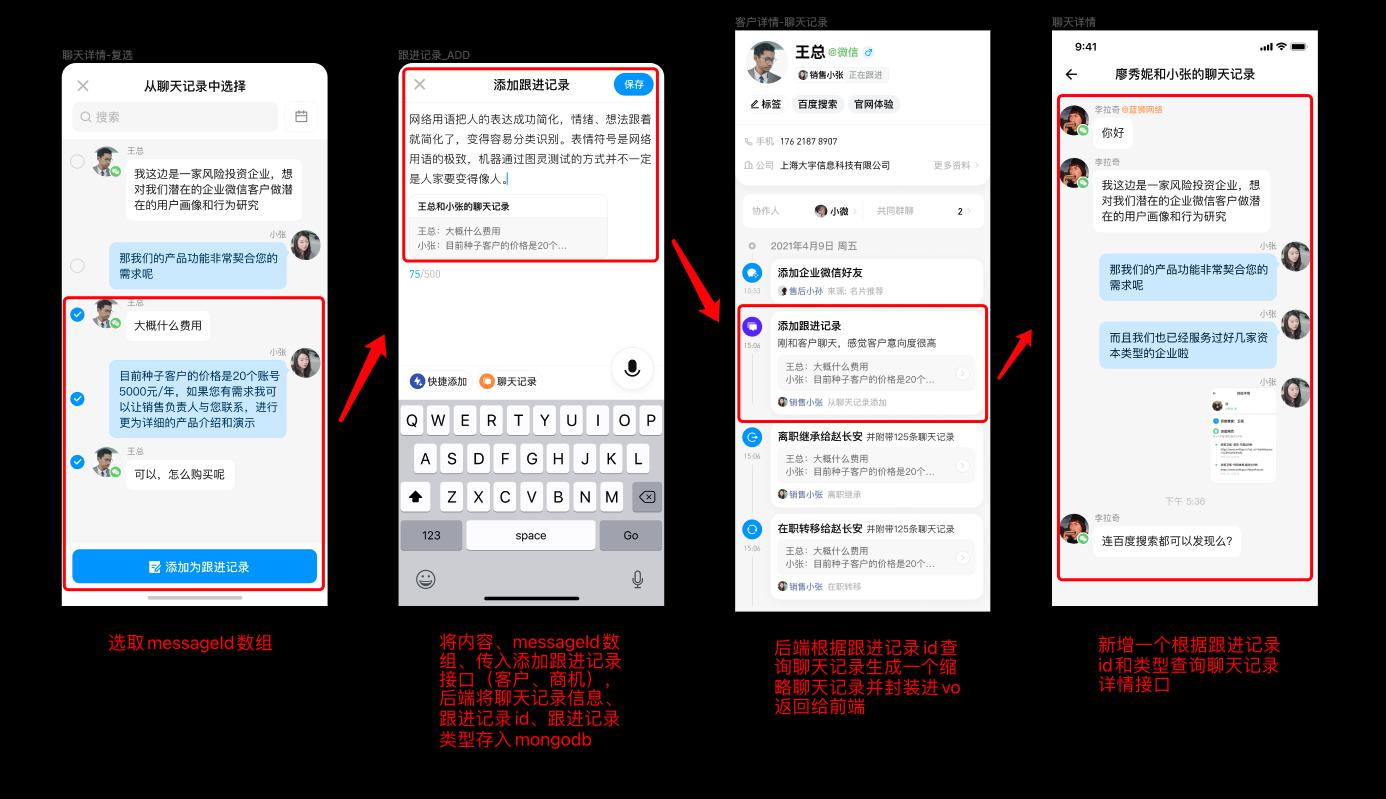 聊天详情-复选
从聊天记录中选择
搜索
王总
我这边是一家风险投资企业，想
对我们潜在的企业微信客户做潜
在的用户画像和行为研究
小张
那我们的产品功能非常契合您的
需求呢
王总
大概什么费用
小张
目前种子客户的价格是20个账号
5000元/年，如果您有需求我可
以让销售负责人与您联系，进行
更为详细的产品介绍和演示
王总
可以，怎么购买呢
添加为跟进记录
选取messageId数组
跟进记录_ADD
添加跟进记录
保存
网络用语把人的表达成功简化，情绪、想法跟着
就简化了，变得容易分类识别。表情符号是网络
用语的极致，机器通过图灵测试的方式并不一定
是人家要变得像人。
王总和小张的聊天记录
王总：大概什么费用
小张：目前种子客户的价格是20个...
75/500
快捷添加 聊天记录
Q W E R T Y U I O P
A S D F G H J K L
Z X C V B N M
123 space Go
将内容、messageId数
组、传入添加跟进记录
接口（客户、商机），
后端将聊天记录信息、
跟进记录id、跟进记录
类型存入mongodb
客户详情-聊天记录
王总@微信
销售小张 正在跟进
标签 百度搜索 官网体验
手机 176 2187 8907
公司 上海大宇信息科技有限公司 更多资料
协作人 小微 共同群聊 2
2021年4月9日 周五
添加企业微信好友
10:53 售后小孙 来源: 名片推荐
添加跟进记录
15:06 刚和客户聊天，感觉客户意向度很高
王总：大概什么费用
小张：目前种子客户的价格是20个...
销售小张 从聊天记录添加
离职继承给赵长安 并附带125条聊天记录
15:06
王总：大概什么费用
小张：目前种子客户的价格是20个...
销售小张 离职继承
在职转移给赵长安 并附带125条聊天记录
15:06
王总：大概什么费用
小张：目前种子客户的价格是20个...
销售小张 在职转移
后端根据跟进记录id查
询聊天记录生成一个缩
略聊天记录并封装进vo
返回给前端
聊天详情
9:41
廖秀妮和小张的聊天记录
李拉奇 @蓝狮网络
你好
李拉奇
我这边是一家风险投资企业，想
对我们潜在的企业微信客户做潜
在的用户画像和行为研究
小张
那我们的产品功能非常契合您的
需求呢
小张
而且我们也已经服务过好几家资
本类型的企业啦
小张
下午 5:36
李拉奇
连百度搜索都可以发现么?
新增一个根据跟进记录
id和类型查询聊天记录
详情接口